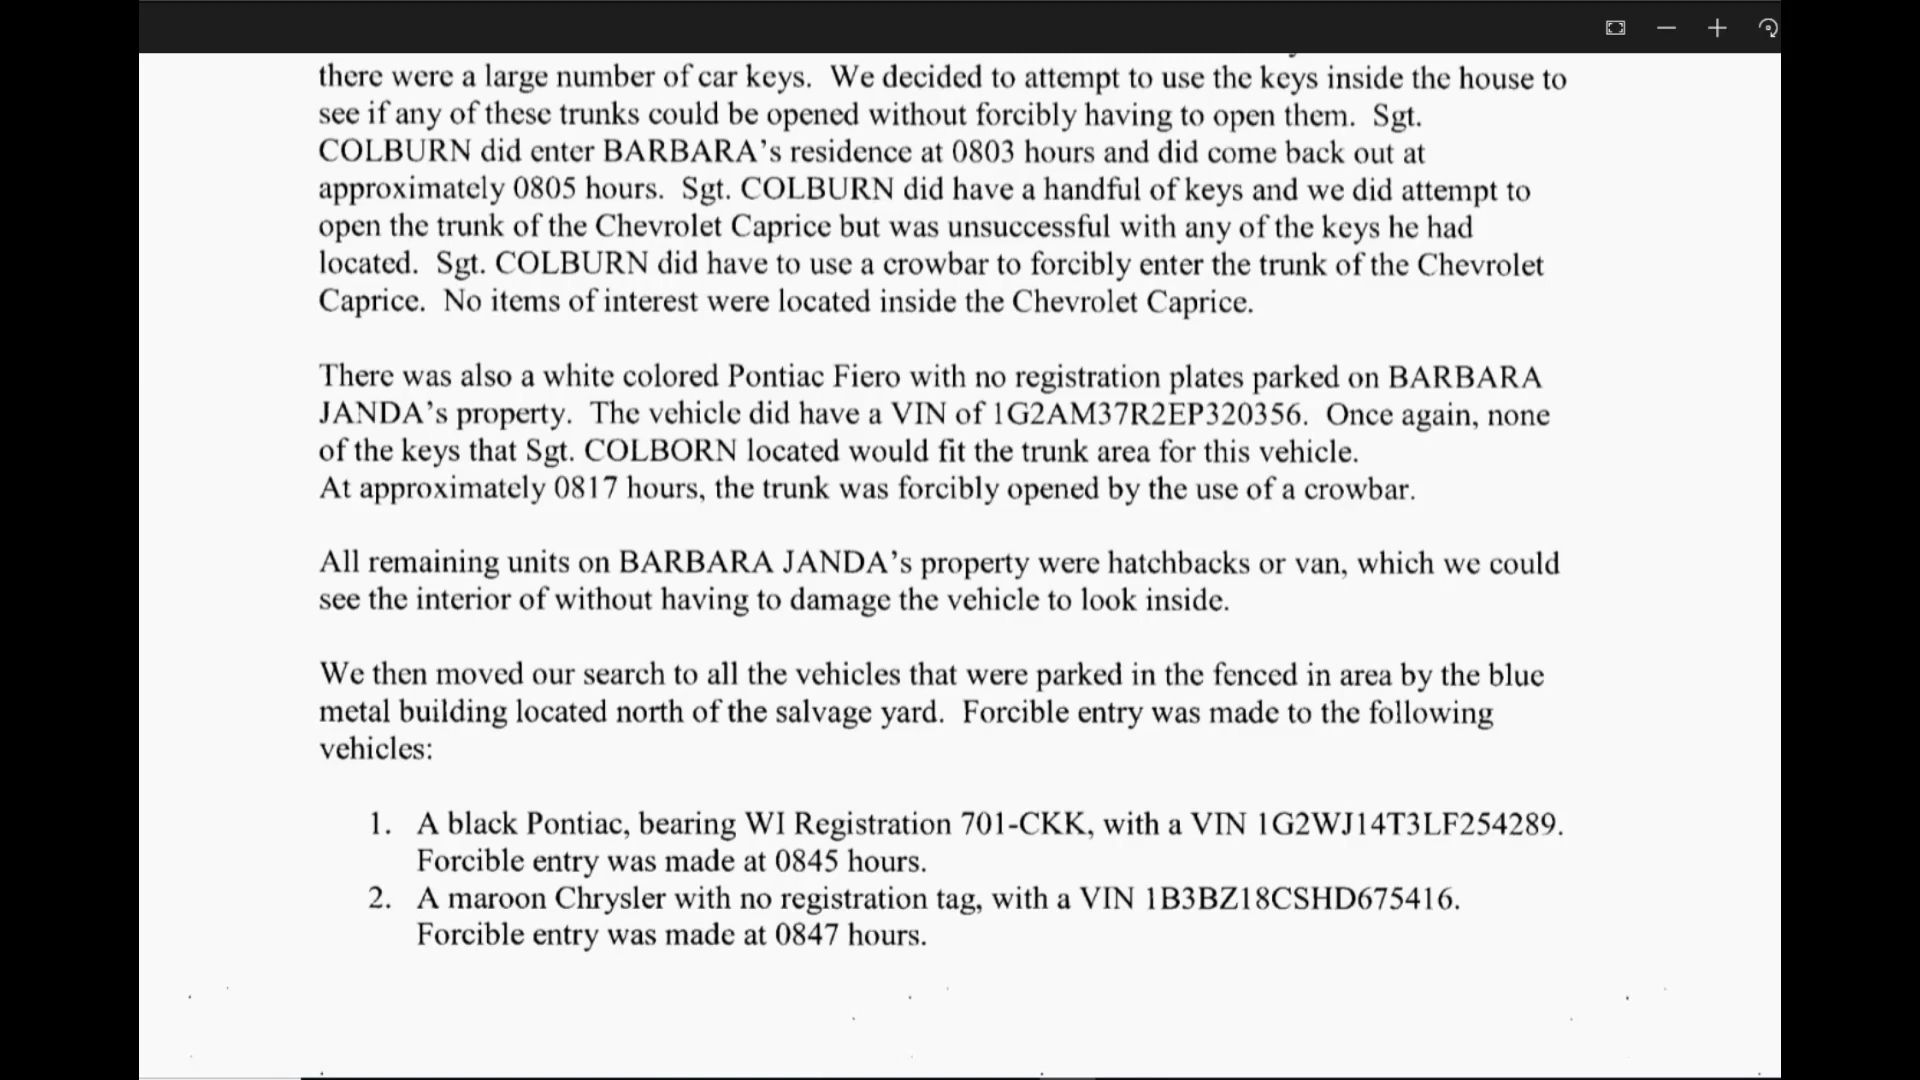 there were a large number of car keys.  We decided to attempt to use the keys inside the house to
see if any of these trunks could be opened without forcibly having to open them.  Sgt.
COLBURN did enter BARBARA’s residence at 0803 hours and did come back out at
approximately 0805 hours.  Sgt. COLBURN did have a handful of keys and we did attempt to
open the trunk of the Chevrolet Caprice but was unsuccessful with any of the keys he had
located.  Sgt. COLBURN did have to use a crowbar to forcibly enter the trunk of the Chevrolet
Caprice.  No items of interest were located inside the Chevrolet Caprice.
There was also a white colored Pontiac Fiero with no registration plates parked on BARBARA
JANDA’s property.  The vehicle did have a VIN of 1G2AM37R2EP320356.  Once again, none
of the keys that Sgt. COLBORN located would fit the trunk area for this vehicle.
At approximately 0817 hours, the trunk was forcibly opened by the use of a crowbar.
All remaining units on BARBARA JANDA’s property were hatchbacks or van, which we could
see the interior of without having to damage the vehicle to look inside.
We then moved our search to all the vehicles that were parked in the fenced in area by the blue
metal building located north of the salvage yard.  Forcible entry was made to the following
vehicles:
1. A black Pontiac, bearing WI Registration 701-CKK, with a VIN 1G2WJ14T3LF254289.
Forcible entry was made at 0845 hours.
2. A maroon Chrysler with no registration tag, with a VIN 1B3BZ18CSHD675416.
Forcible entry was made at 0847 hours.